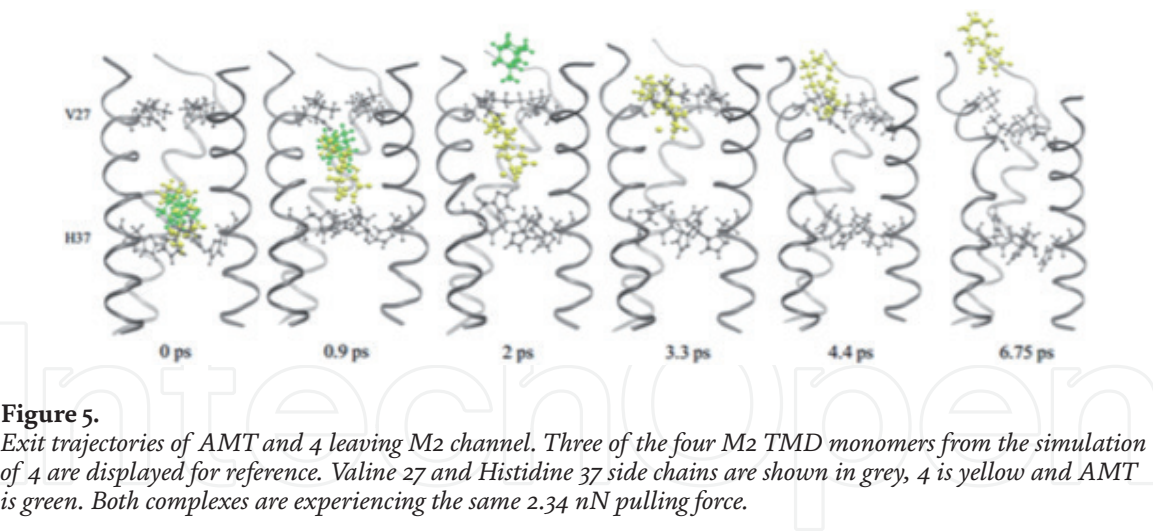 V27
H37
0 ps 0.9 ps 2 ps 3.3 ps 4.4 ps 6.75 ps
IntechOpen
Figure 5.
Exit trajectories of AMT and 4 leaving M2 channel. Three of the four M2 TMD monomers from the simulation
of 4 are displayed for reference. Valine 27 and Histidine 37 side chains are shown in grey, 4 is yellow and AMT
is green. Both complexes are experiencing the same 2.34 nN pulling force.